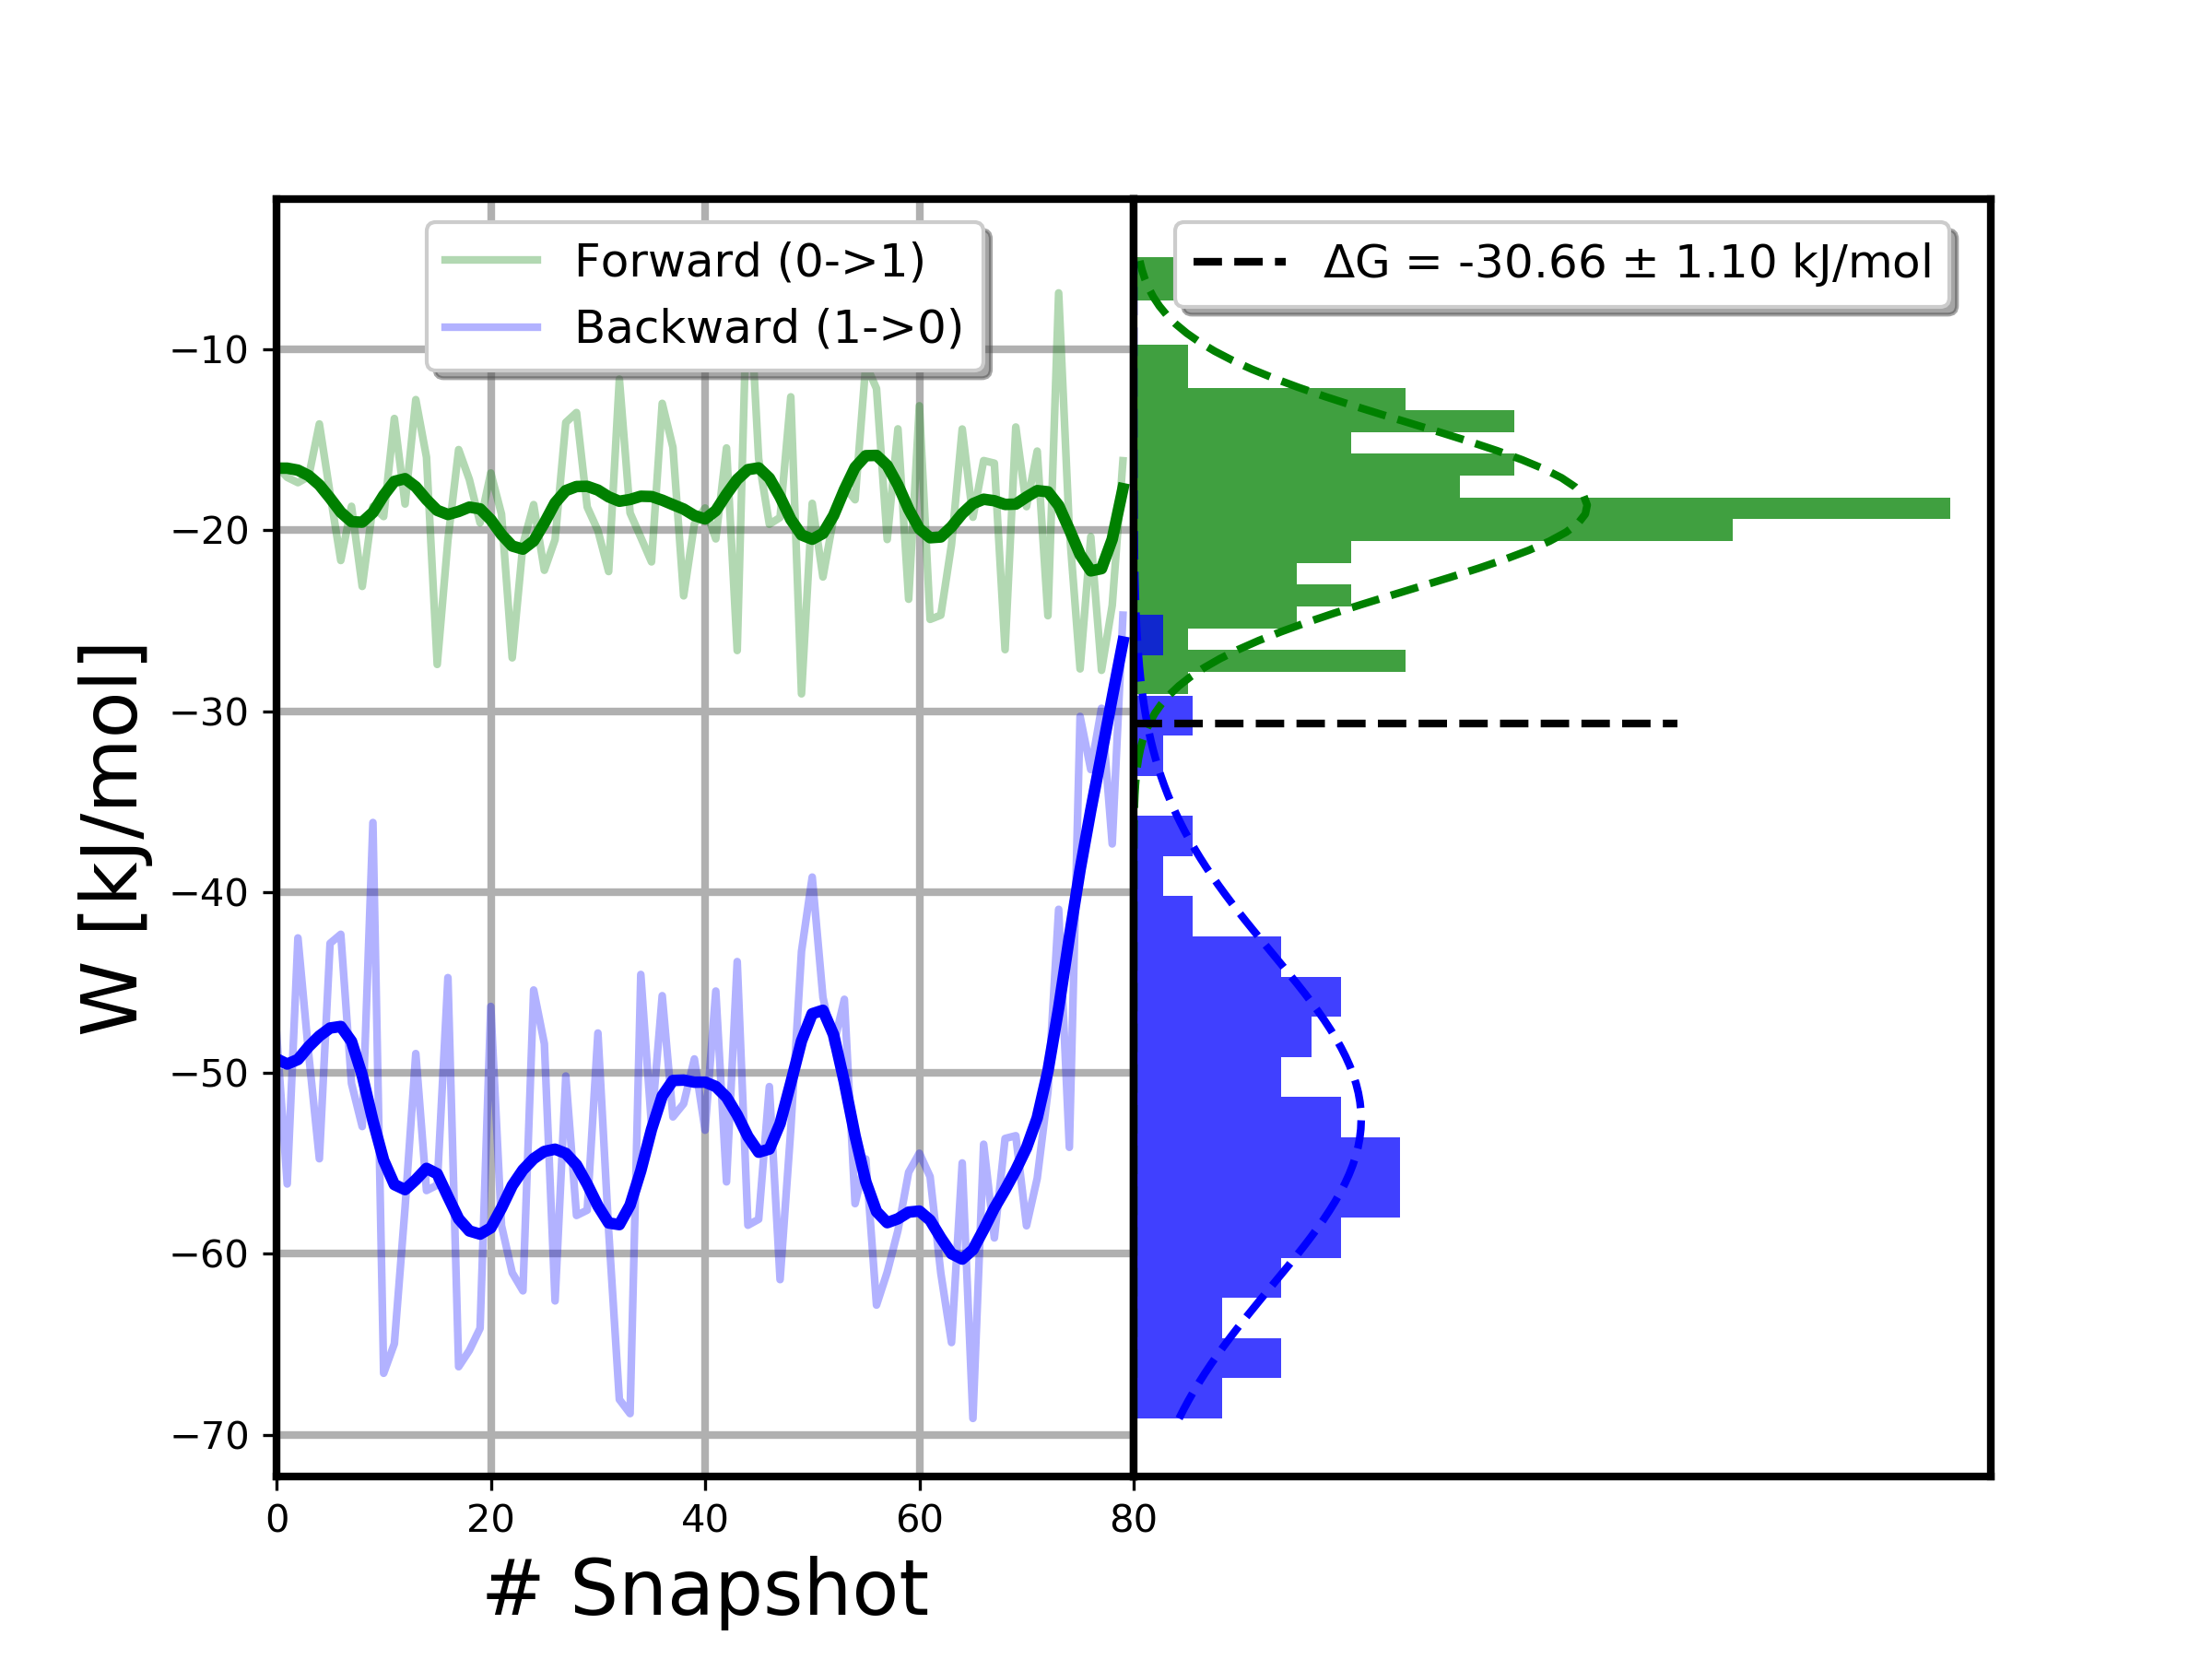 Forward (0->1)
Backward (1->0)
ΔG = -30.66 ± 1.10 kJ/mol
W [kJ/mol]
−10
−20
−30
−40
−50
−60
−70
0 20 40 60 80
# Snapshot